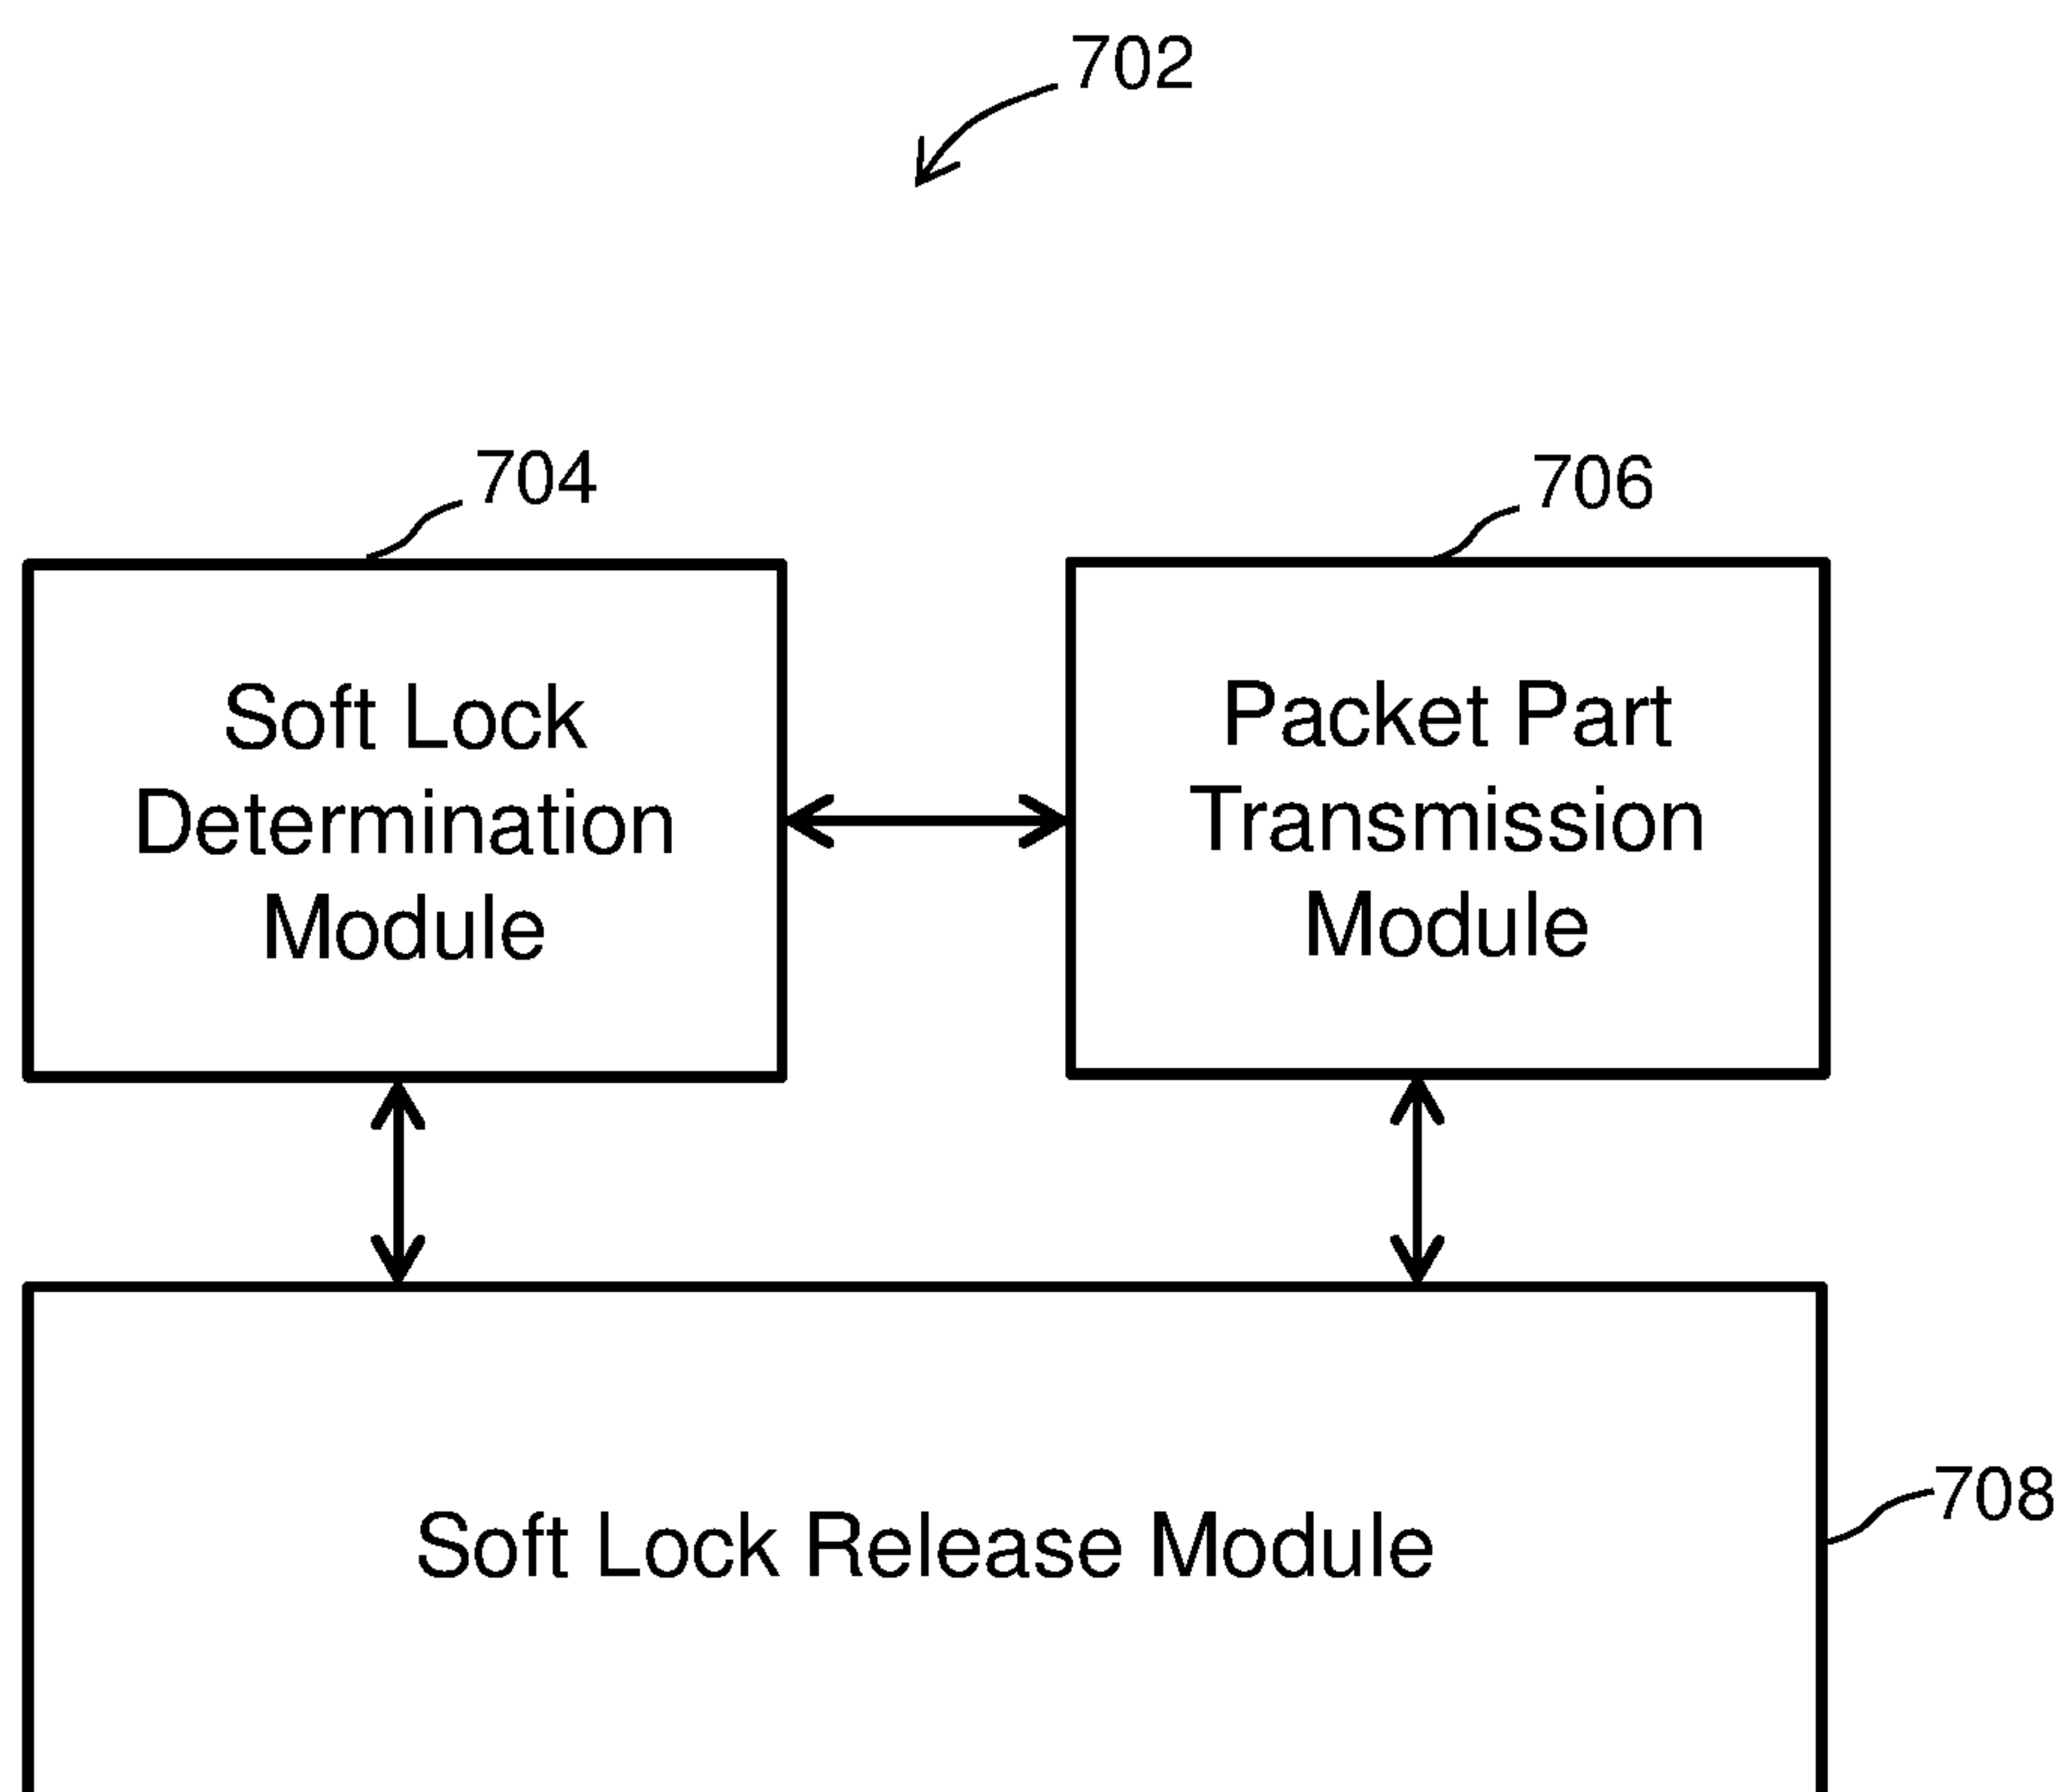 702
704
706
Soft Lock
Determination
Module
Packet Part
Transmission
Module
Soft Lock Release Module
708